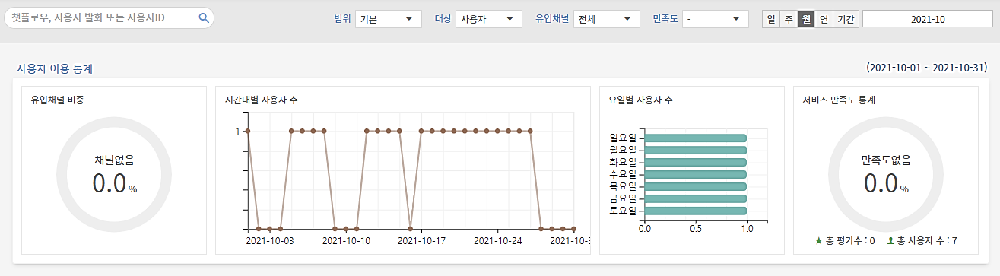 챗플로우, 사용자 발화 또는 사용자ID
범위 기본 대상 사용자 유입채널 전체 만족도 - 일 주 월 연 기간 2021-10
사용자 이용 통계 (2021-10-01 ~ 2021-10-31)
유입채널 비중
채널없음
0.0 %
시간대별 사용자 수
1
2021-10-03 2021-10-10 2021-10-17 2021-10-24 2021-10-3
요일별 사용자 수
일요일
월요일
화요일
수요일
목요일
금요일
토요일
0.0 0.5 1.0
서비스 만족도 통계
만족도없음
0.0 %
총 평가수 : 0 총 사용자 수 : 7